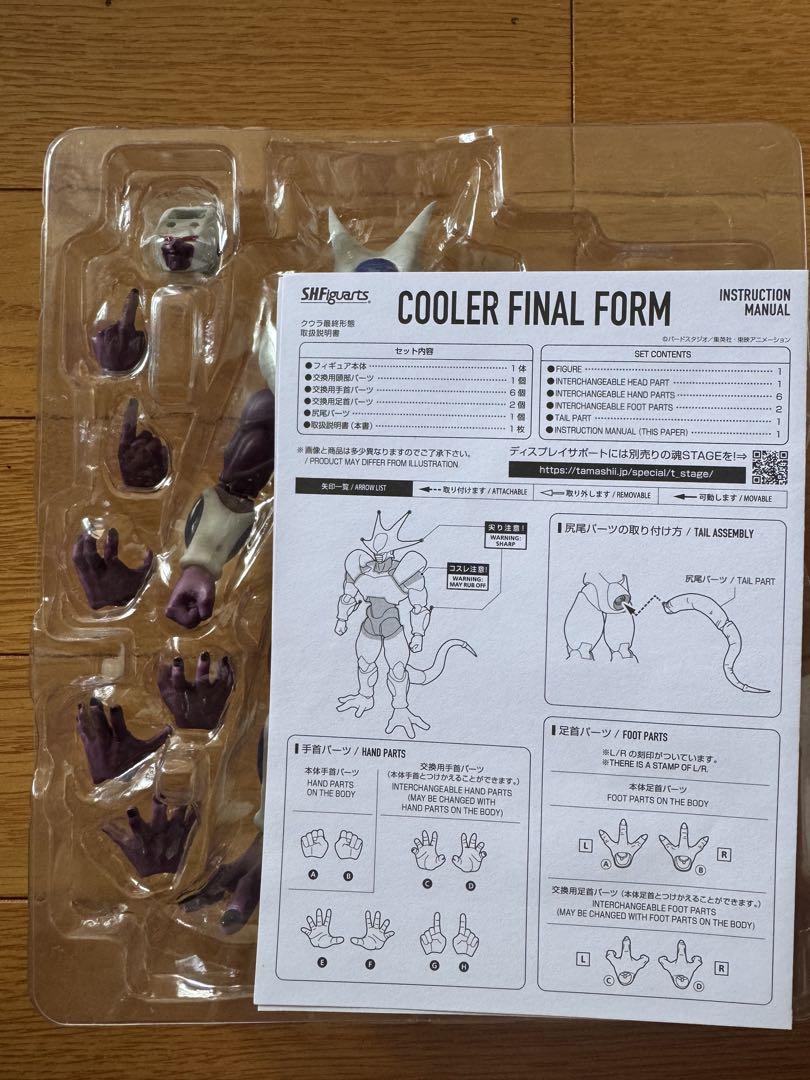 S.H.Figuarts
COOLER FINAL FORM
INSTRUCTION
MANUAL
クウラ最終形態
取扱説明書
©バードスタジオ/集英社・東映アニメーション
セット内容
●フィギュア本体 1体
●交換用頭部パーツ 1個
●交換用手首パーツ 6個
●交換用足首パーツ 2個
●尻尾パーツ 1個
●取扱説明書(本書) 1枚
SET CONTENTS
●FIGURE 1
●INTERCHANGEABLE HEAD PART 1
●INTERCHANGEABLE HAND PARTS 6
●INTERCHANGEABLE FOOT PARTS 2
●TAIL PART 1
●INSTRUCTION MANUAL (THIS PAPER) 1
※画像と商品は多少異なりますのでご了承下さい。
/ PRODUCT MAY DIFFER FROM ILLUSTRATION.
ディスプレイサポートには別売りの魂STAGEを!⇒
https://tamashii.jp/special/t_stage/
矢印一覧 / ARROW LIST
取り付けます / ATTACHABLE
取り外します / REMOVABLE
可動します / MOVABLE
尖り注意!
WARNING:
SHARP
コスレ注意!
WARNING:
MAY RUB OFF
尻尾パーツの取り付け方 / TAIL ASSEMBLY
尻尾パーツ / TAIL PART
手首パーツ / HAND PARTS
本体手首パーツ
HAND PARTS
ON THE BODY
A
B
交換用手首パーツ
(本体手首とつけかえることができます。)
INTERCHANGEABLE HAND PARTS
(MAY BE CHANGED WITH
HAND PARTS ON THE BODY)
C
D
E
F
G
H
足首パーツ / FOOT PARTS
※L/Rの刻印がついています。
※THERE IS A STAMP OF L/R.
本体足首パーツ
FOOT PARTS ON THE BODY
L
A
B
R
交換用足首パーツ (本体足首とつけかえることができます。)
INTERCHANGEABLE FOOT PARTS
(MAY BE CHANGED WITH FOOT PARTS ON THE BODY)
L
C
D
R